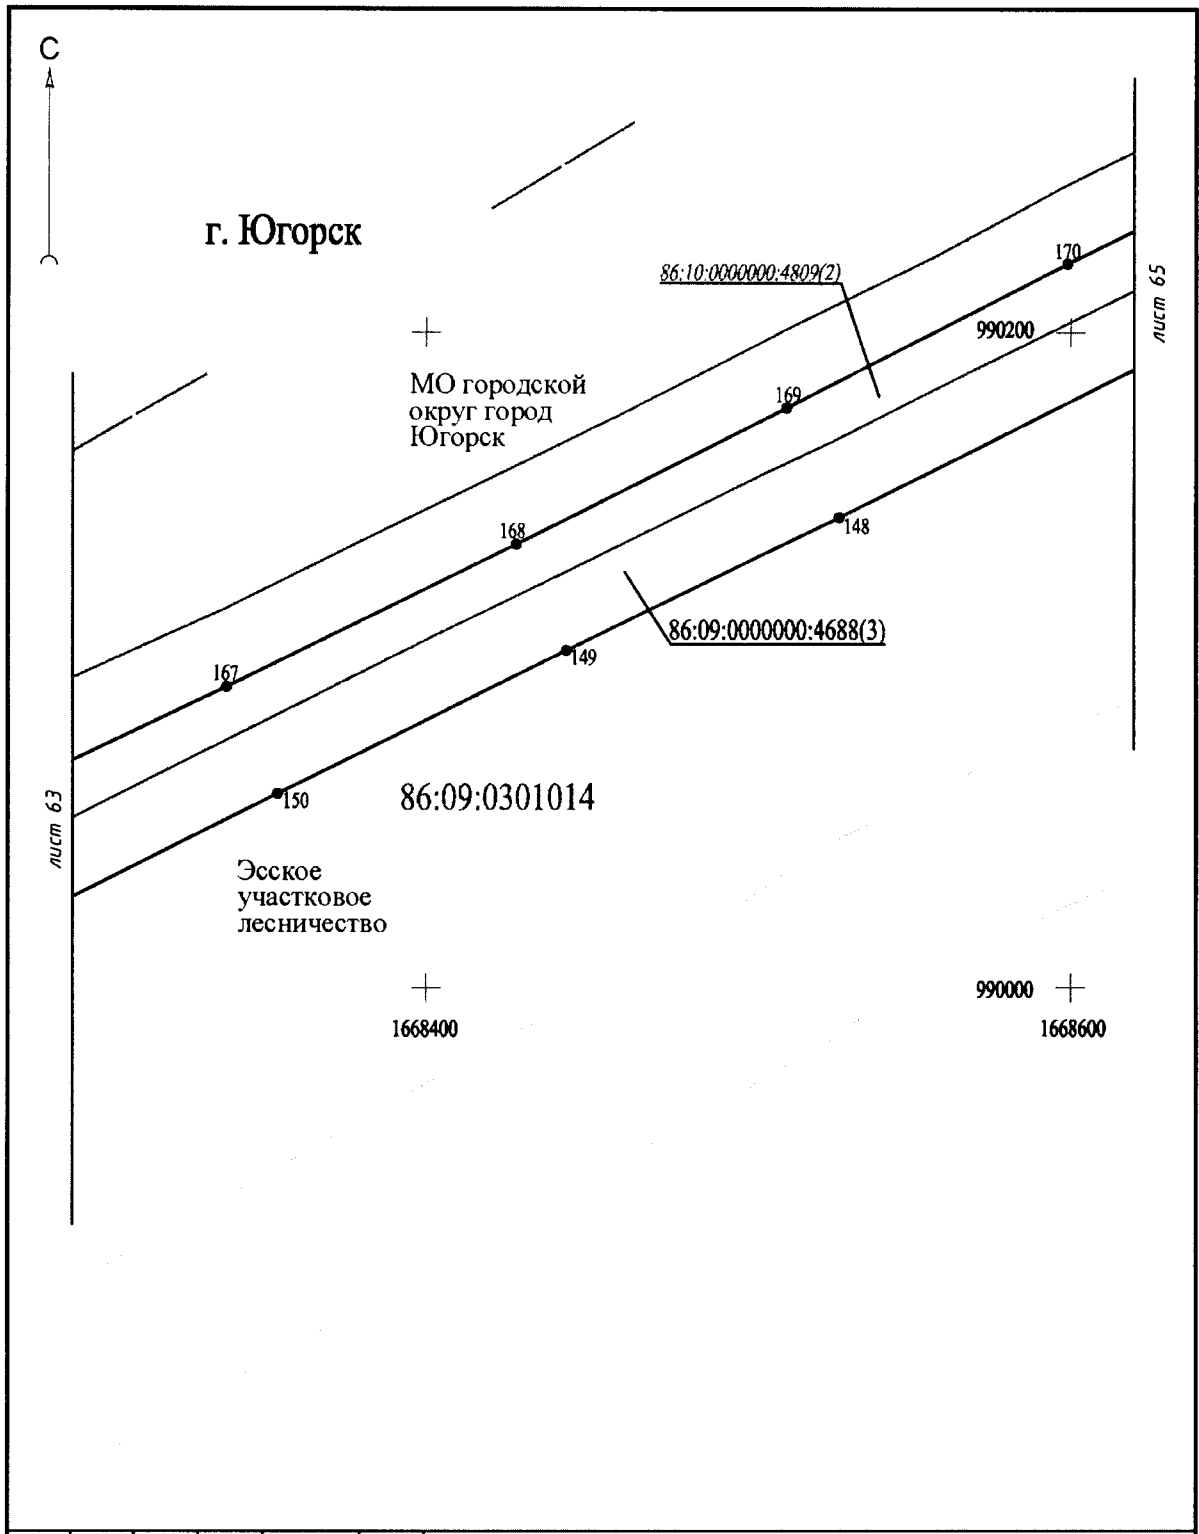 С
г. Югорск
86:10:0000000:4809(2)
170
лист 65
990200
МО городской
округ город
Югорск
169
168
148
86:09:0000000:4688(3)
149
167
150
86:09:0301014
лист 63
Эсское
участковое
лесничество
990000
1668400
1668600